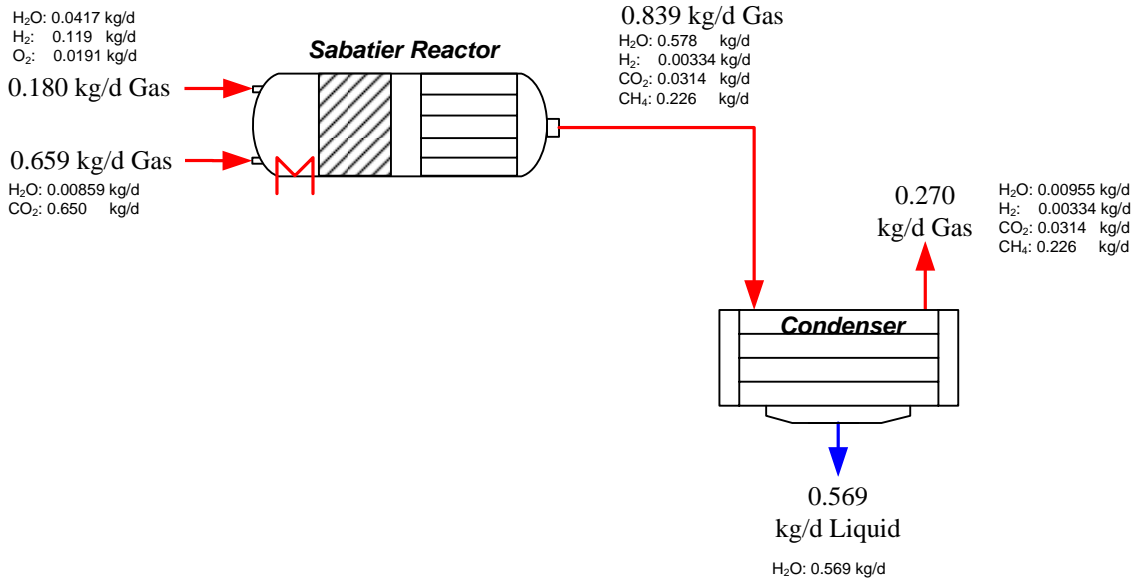 H₂O: 0.0417 kg/d
H₂: 0.119 kg/d
O₂: 0.0191 kg/d
0.180 kg/d Gas
0.659 kg/d Gas
H₂O: 0.00859 kg/d
CO₂: 0.650 kg/d
Sabatier Reactor
0.839 kg/d Gas
H₂O: 0.578 kg/d
H₂: 0.00334 kg/d
CO₂: 0.0314 kg/d
CH₄: 0.226 kg/d
0.270
kg/d Gas
H₂O: 0.00955 kg/d
H₂: 0.00334 kg/d
CO₂: 0.0314 kg/d
CH₄: 0.226 kg/d
Condenser
0.569
kg/d Liquid
H₂O: 0.569 kg/d